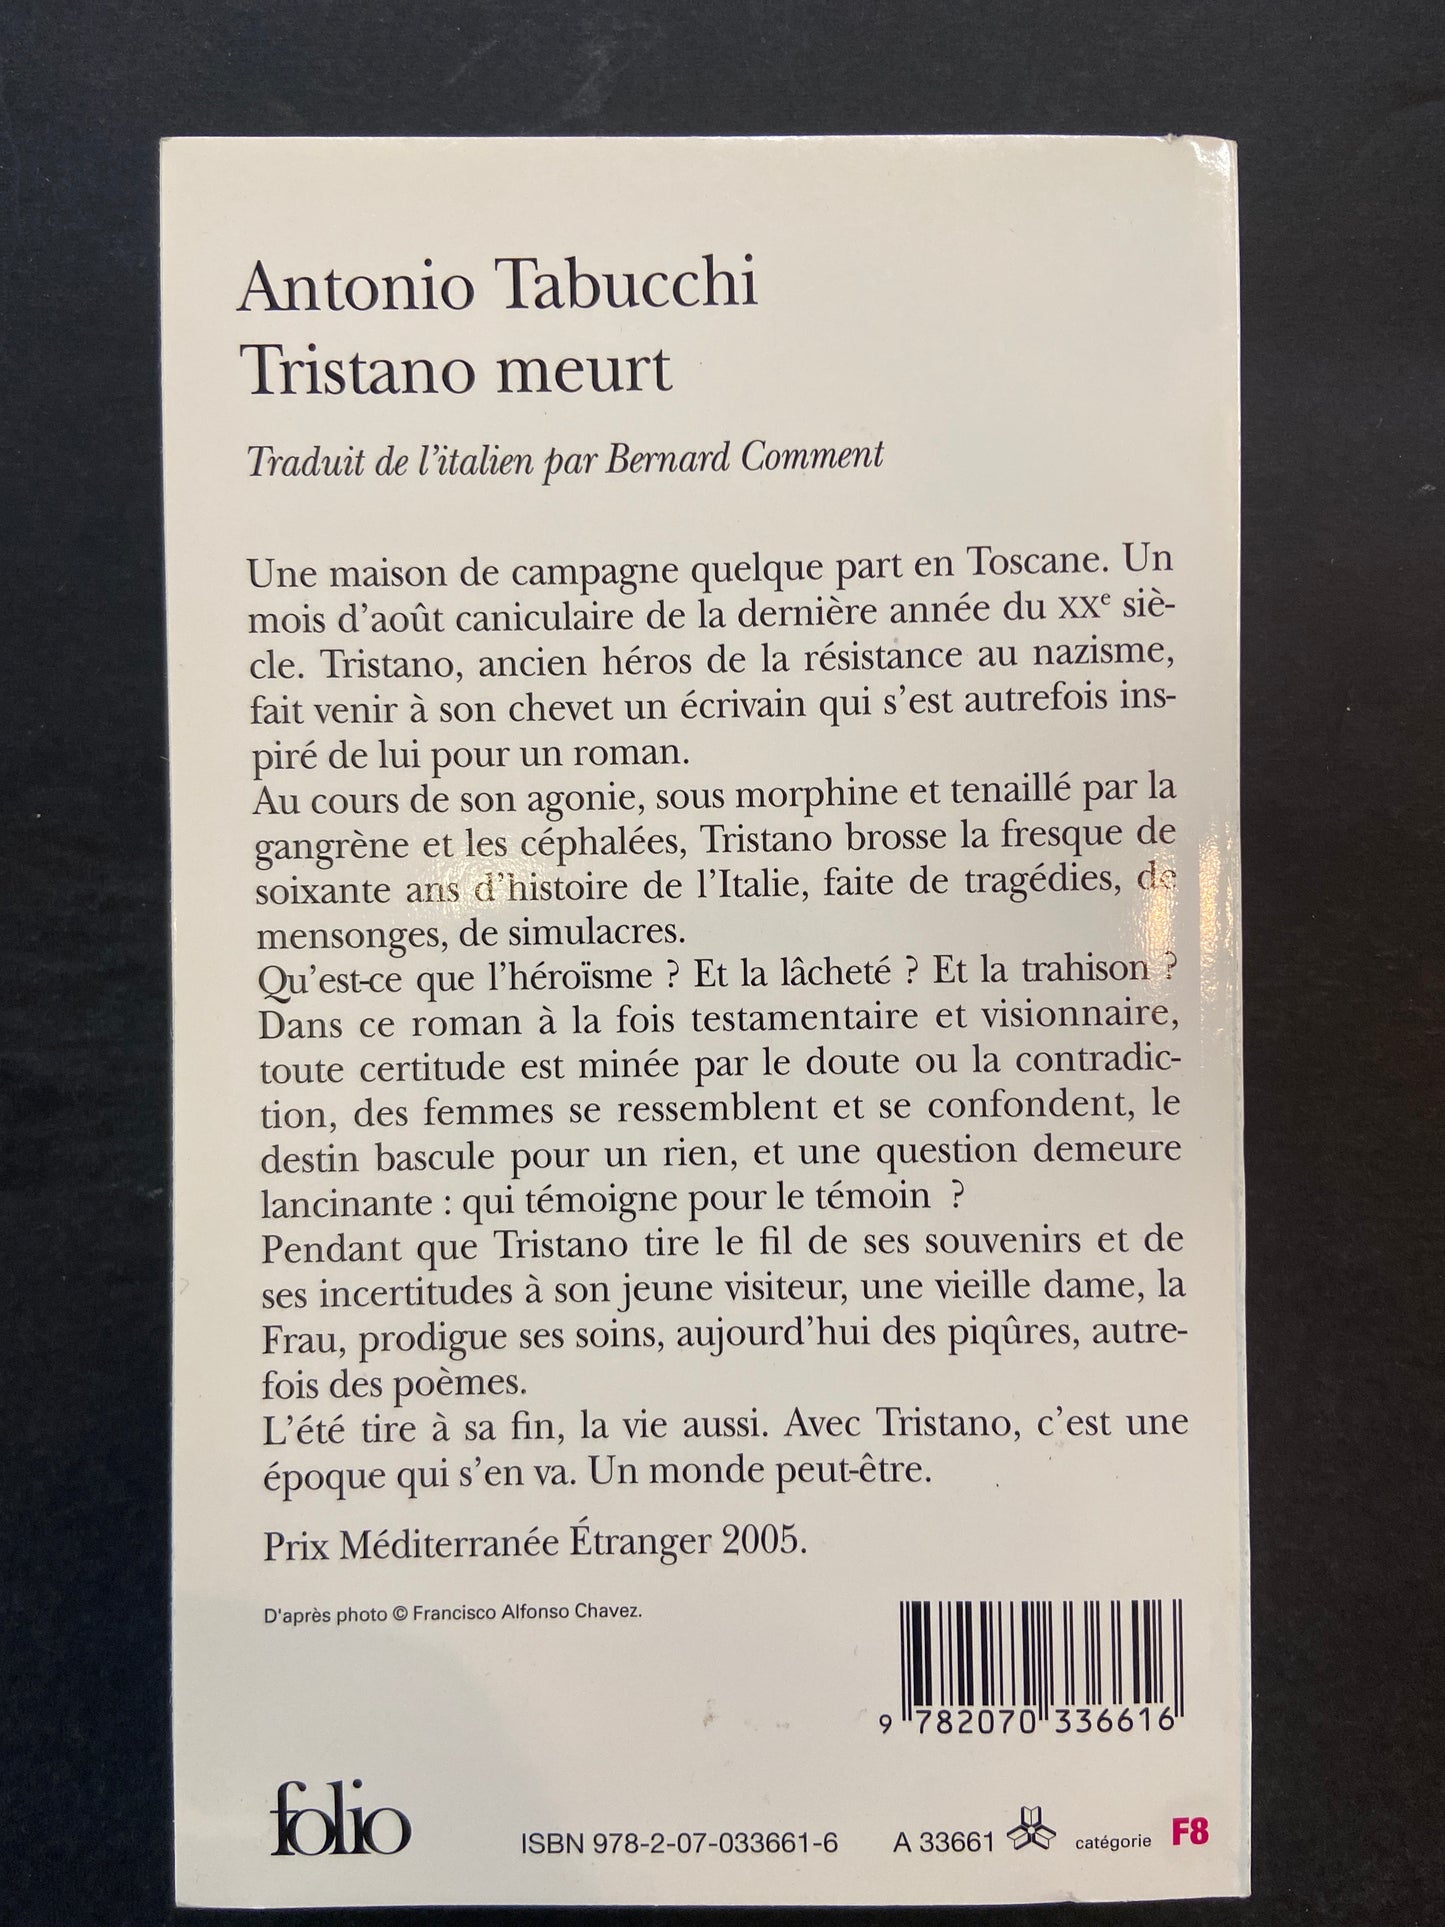 Antonio Tabucchi
Tristano meurt
Traduit de l'italien par Bernard Comment
Une maison de campagne quelque part en Toscane. Un
mois d'août caniculaire de la dernière année du XXe siè-
cle. Tristano, ancien héros de la résistance au nazisme,
fait venir à son chevet un écrivain qui s'est autrefois ins-
piré de lui pour un roman.
Au cours de son agonie, sous morphine et tenaillé par la
gangrène et les céphalées, Tristano brosse la fresque de
soixante ans d'histoire de l'Italie, faite de tragédies, de
mensonges, de simulacres.
Qu'est-ce que l'héroïsme ? Et la lâcheté ? Et la trahison ?
Dans ce roman à la fois testamentaire et visionnaire,
toute certitude est minée par le doute ou la contradic-
tion, des femmes se ressemblent et se confondent, le
destin bascule pour un rien, et une question demeure
lancinante : qui témoigne pour le témoin ?
Pendant que Tristano tire le fil de ses souvenirs et de
ses incertitudes à son jeune visiteur, une vieille dame, la
Frau, prodigue ses soins, aujourd'hui des piqûres, autre-
fois des poèmes.
L'été tire à sa fin, la vie aussi. Avec Tristano, c'est une
époque qui s'en va. Un monde peut-être.
Prix Méditerranée Étranger 2005.
D'après photo © Francisco Alfonso Chavez.
9 782070 336616
folio
ISBN 978-2-07-033661-6 A 33661 catégorie F8